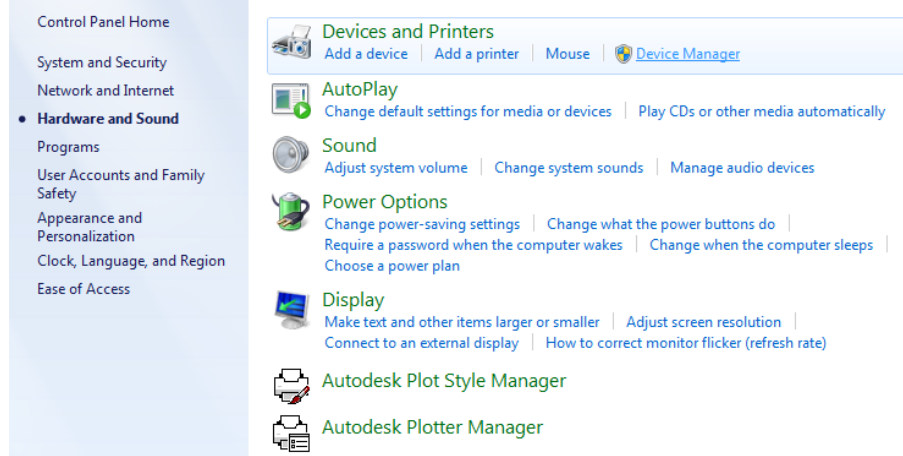 Control Panel Home
System and Security
Network and Internet
Hardware and Sound
Programs
User Accounts and Family
Safety
Appearance and
Personalization
Clock, Language, and Region
Ease of Access
Devices and Printers
Add a device Add a printer Mouse Device Manager
AutoPlay
Change default settings for media or devices Play CDs or other media automatically
Sound
Adjust system volume Change system sounds Manage audio devices
Power Options
Change power-saving settings Change what the power buttons do
Require a password when the computer wakes Change when the computer sleeps
Choose a power plan
Display
Make text and other items larger or smaller Adjust screen resolution
Connect to an external display How to correct monitor flicker (refresh rate)
Autodesk Plot Style Manager
Autodesk Plotter Manager